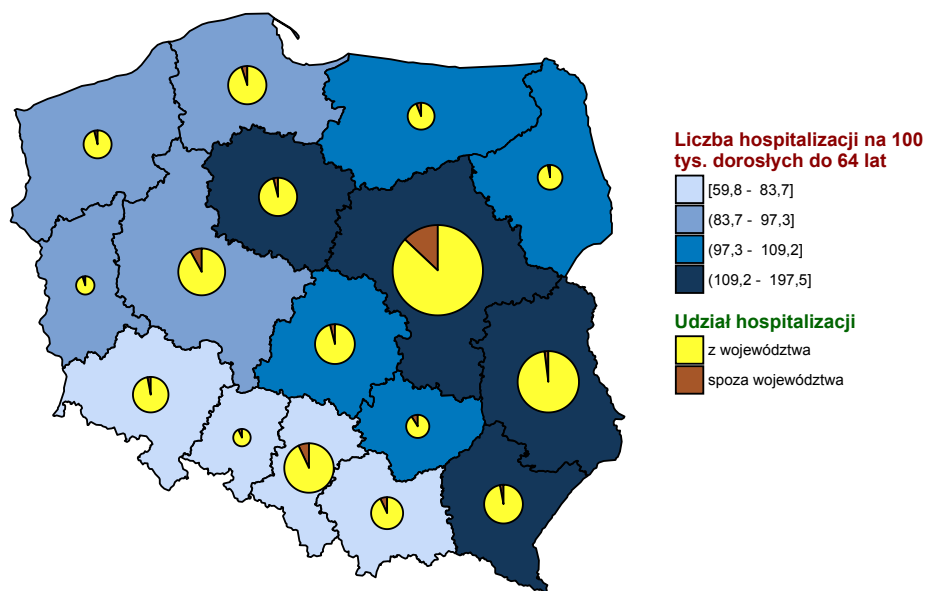 Liczba hospitalizacji na 100
tys. dorosłych do 64 lat
[59,8 - 83,7]
(83,7 - 97,3]
(97,3 - 109,2]
(109,2 - 197,5]
Udział hospitalizacji
z województwa
spoza województwa